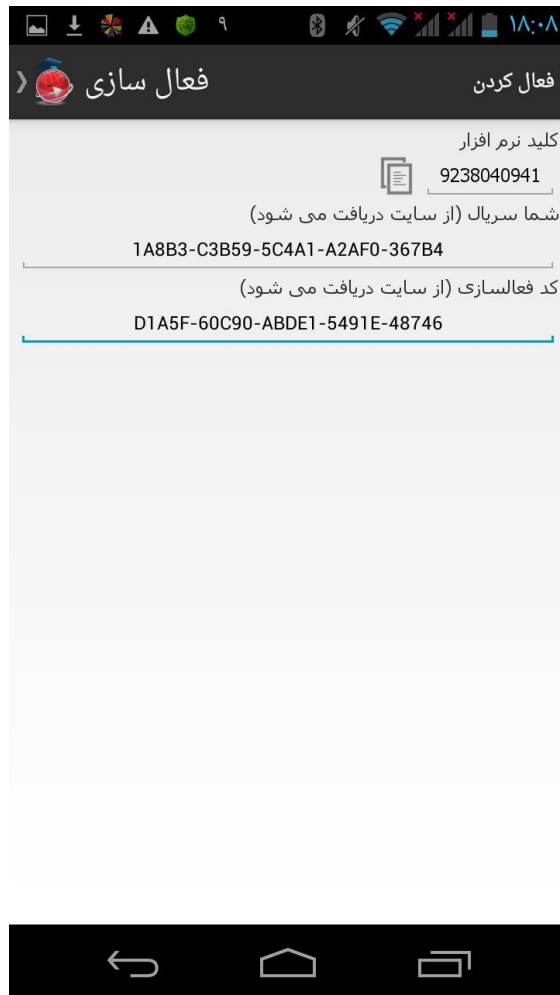 ۹ ۱۸:۰۸
فعال سازی
فعال کردن
کلید نرم افزار
9238040941
شما سریال (از سایت دریافت می شود)
1A8B3-C3B59-5C4A1-A2AF0-367B4
کد فعالسازی (از سایت دریافت می شود)
D1A5F-60C90-ABDE1-5491E-48746